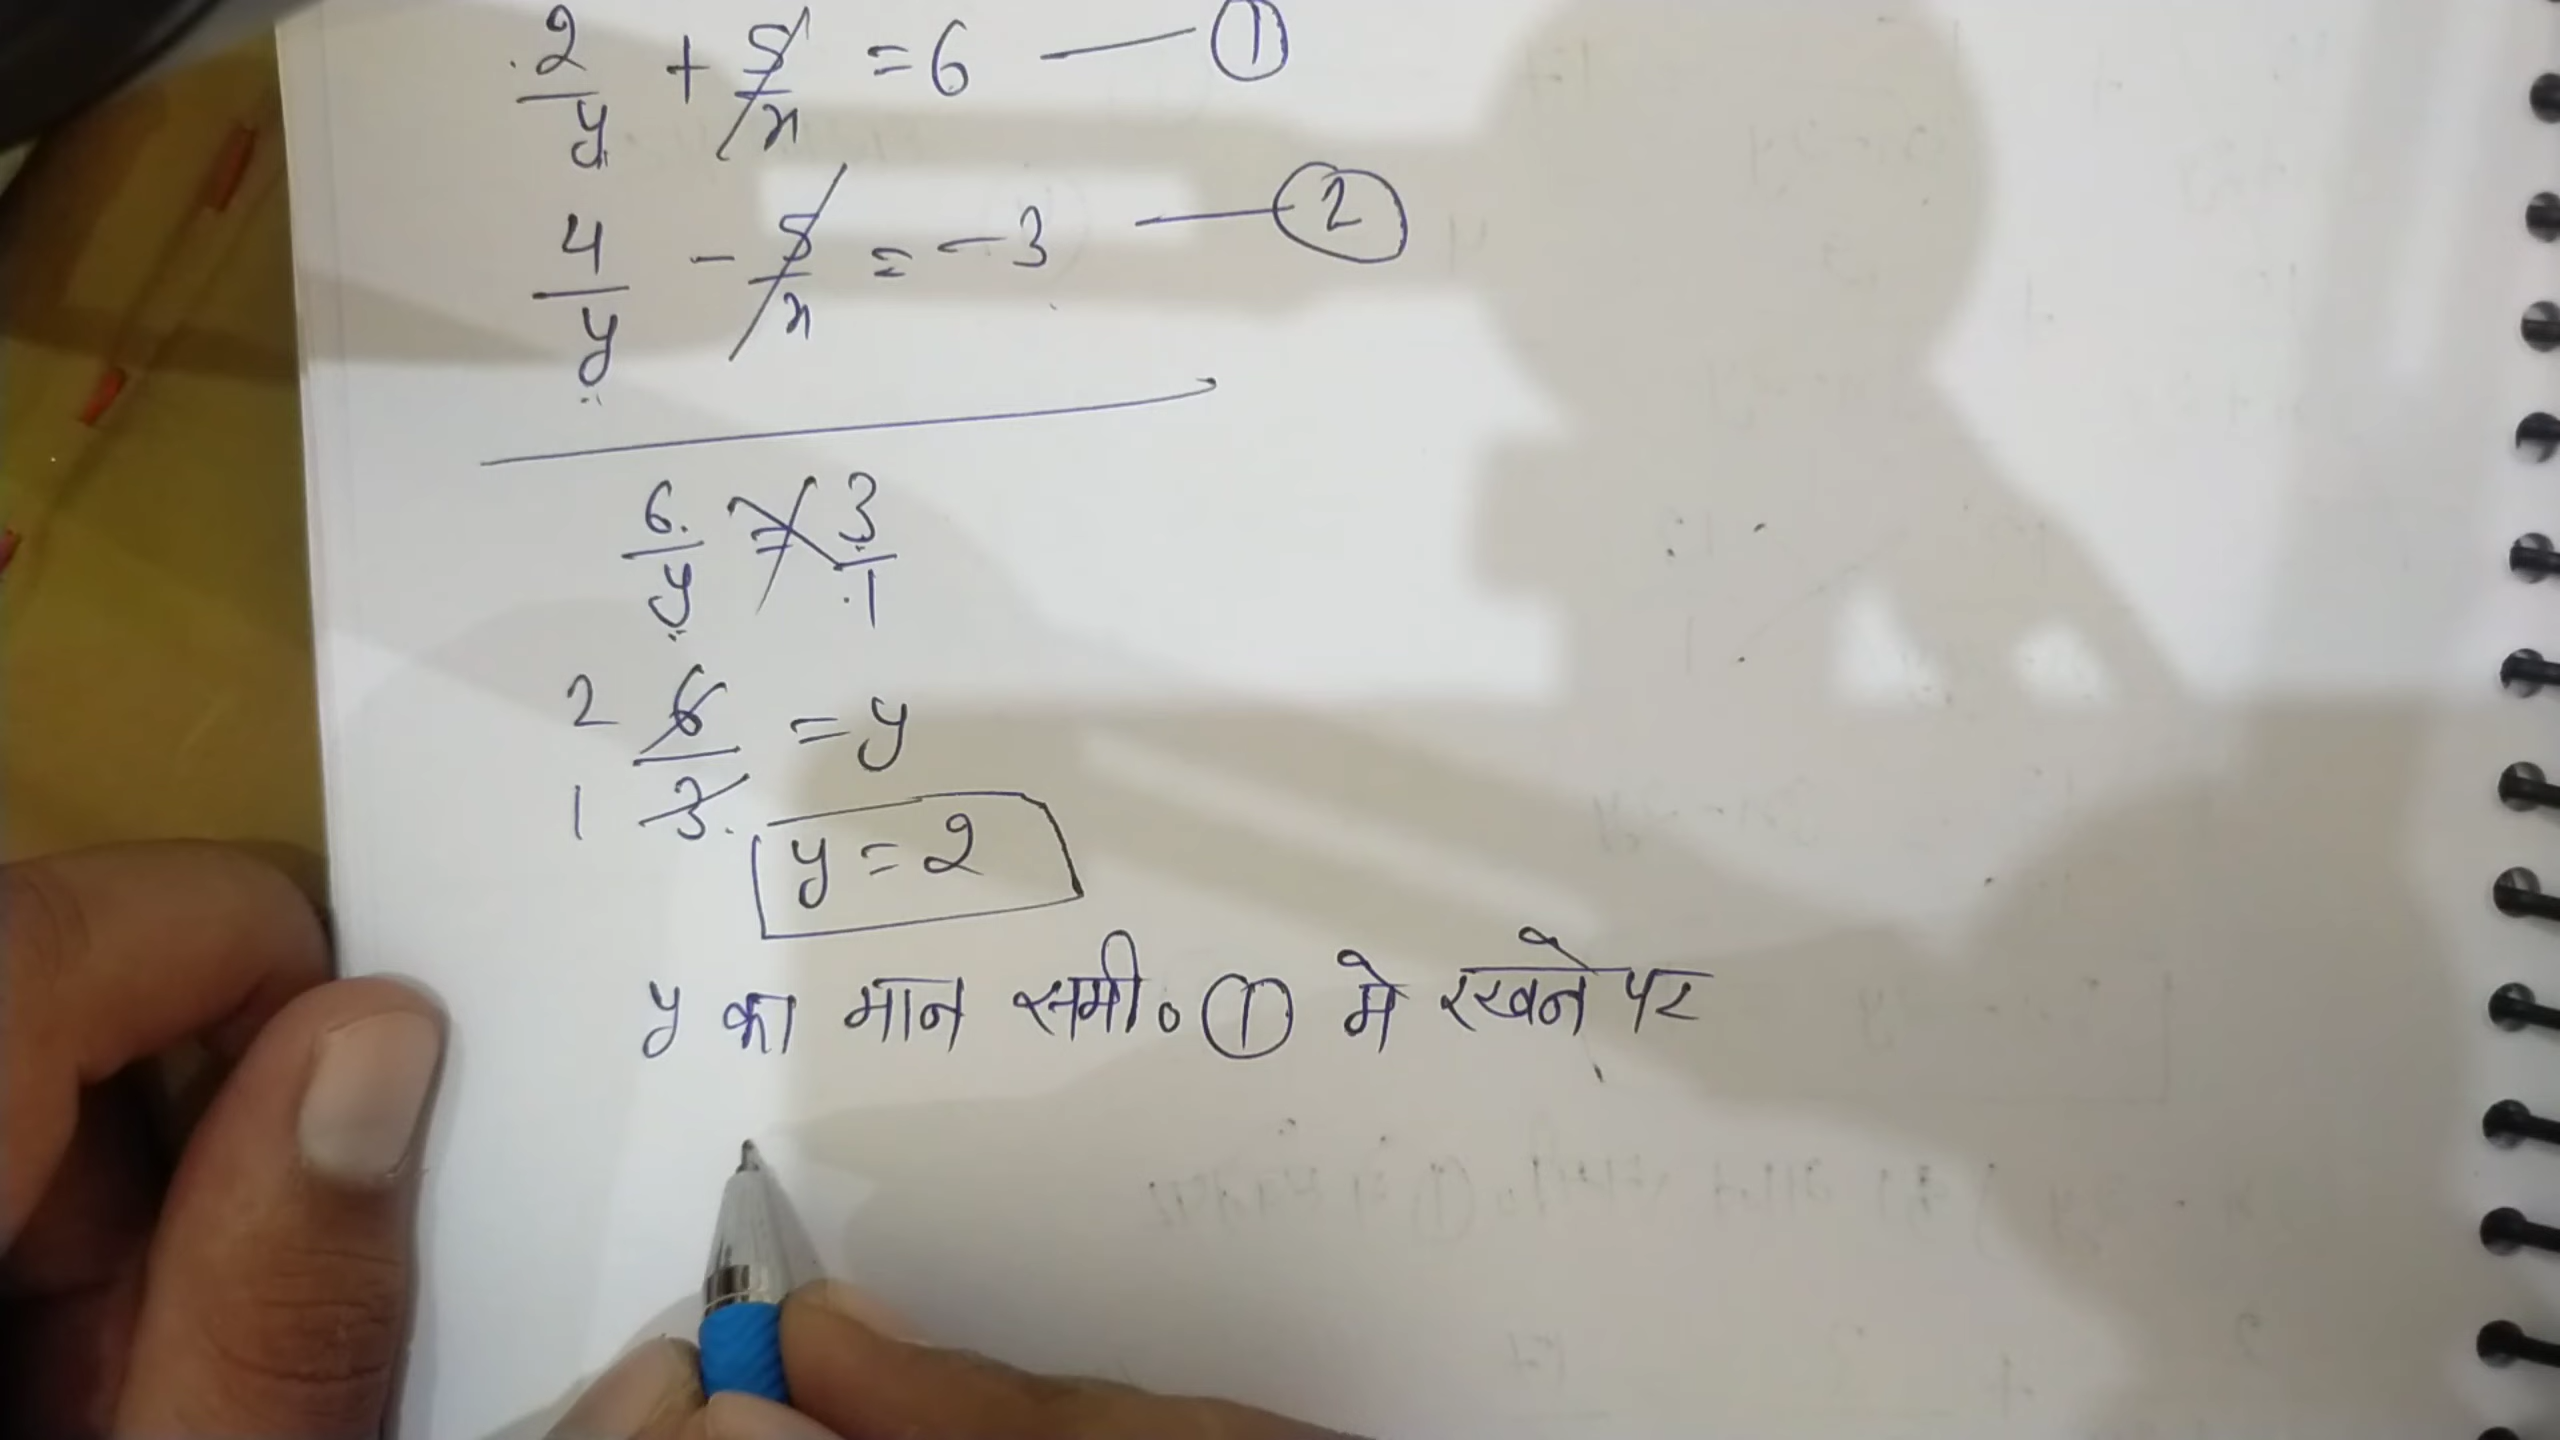 2/y + 5/x = 6 — ①
4/y - 5/x = -3 — ②
6/y = 3/1
2 6/3 = y
1
y = 2
y का मान समी० ① मे रखने पर